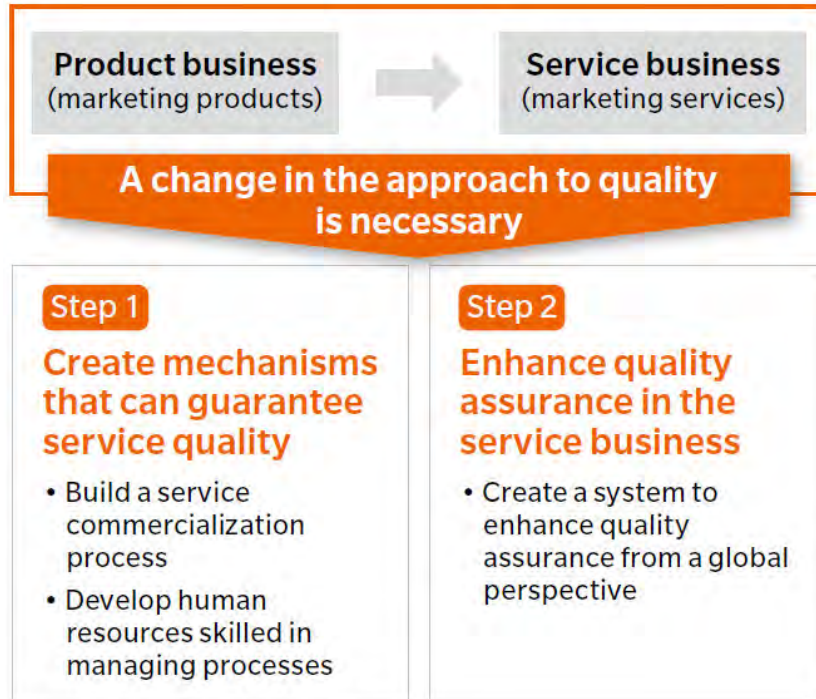 Product business
(marketing products)
Service business
(marketing services)
A change in the approach to quality
is necessary
Step 1
Create mechanisms
that can guarantee
service quality
• Build a service
commercialization
process
• Develop human
resources skilled in
managing processes
Step 2
Enhance quality
assurance in the
service business
• Create a system to
enhance quality
assurance from a global
perspective